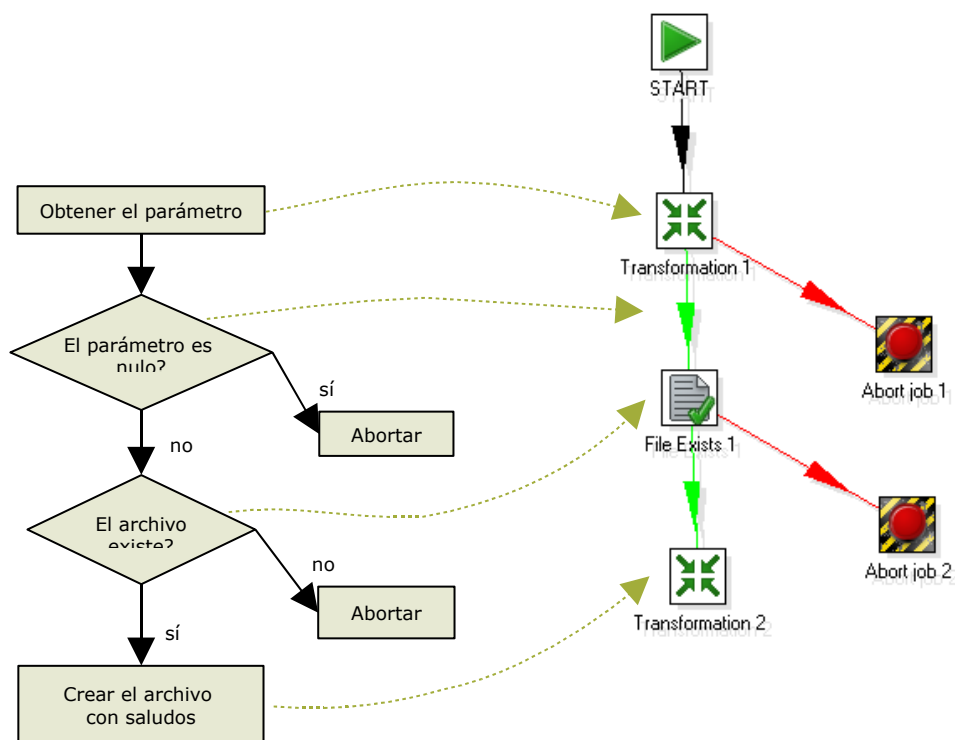 START
Obtener el parámetro
Transformation 1
El parámetro es
nulo?
sí
Abortar
Abort job 1
no
File Exists 1
El archivo
existe?
no
Abortar
Abort job 2
sí
Transformation 2
Crear el archivo
con saludos